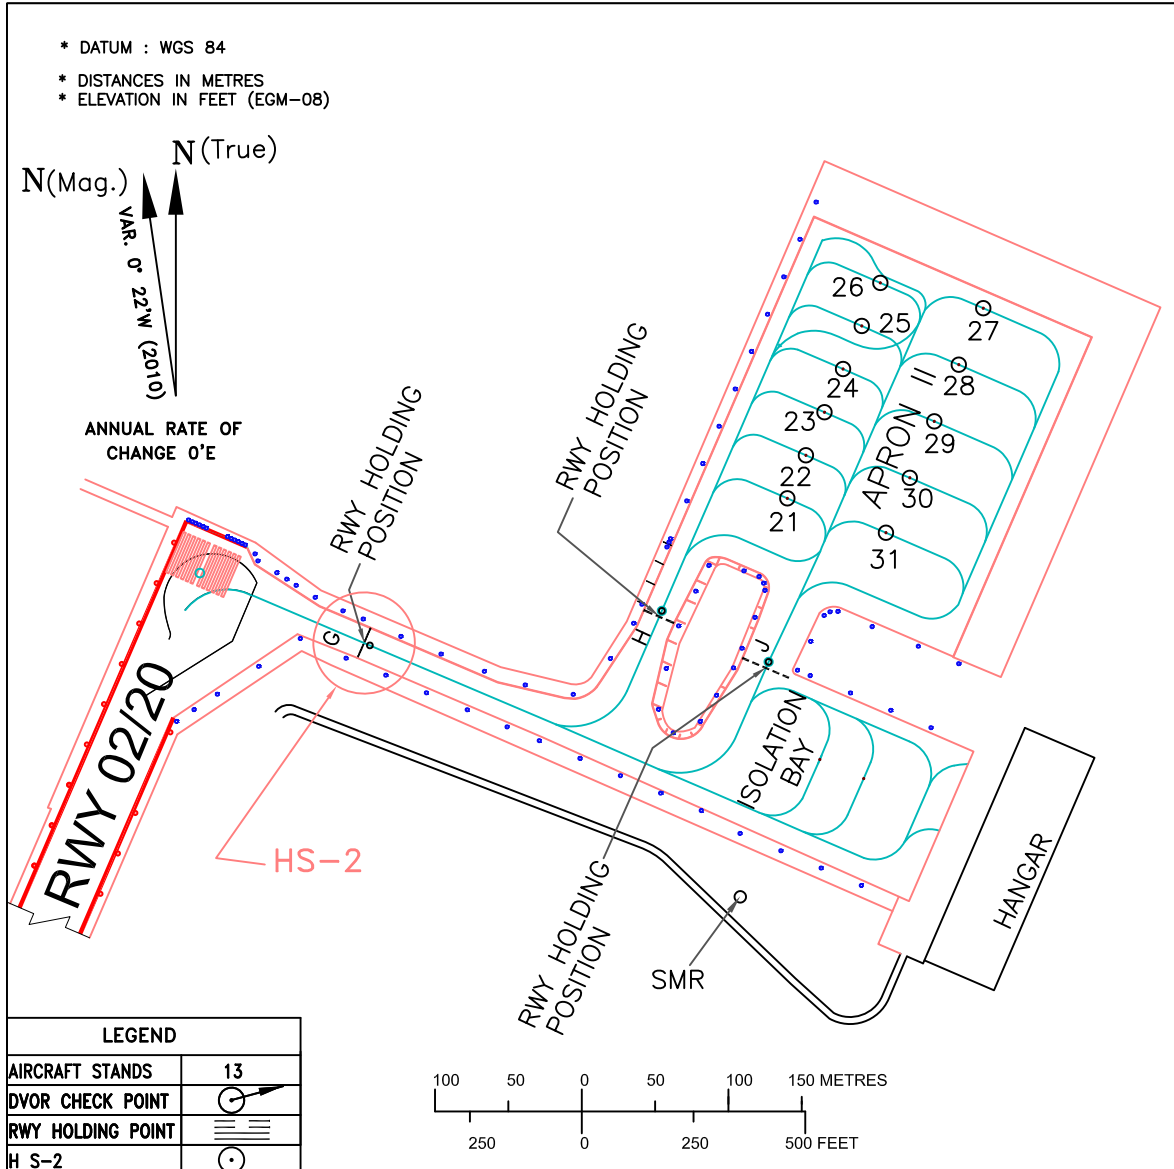 * DATUM : WGS 84
* DISTANCES IN METRES
* ELEVATION IN FEET (EGM-08)
N(True)
N(Mag.)
VAR. 0° 22'W (2010)
ANNUAL RATE OF
CHANGE 0'E
RWY HOLDING
POSITION
RWY HOLDING
POSITION
26
25
27
24
28
23
29
22
30
21
31
APRON II
G
H
J
RWY 02/20
ISOLATION
BAY
HS-2
HANGAR
RWY HOLDING
POSITION
SMR
LEGEND
AIRCRAFT STANDS 13
DVOR CHECK POINT
RWY HOLDING POINT
H S-2
100 50 0 50 100 150 METRES
250 0 250 500 FEET